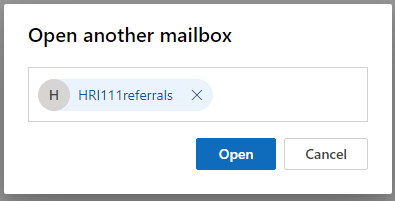 Open another mailbox
H HRI111referrals
Open Cancel